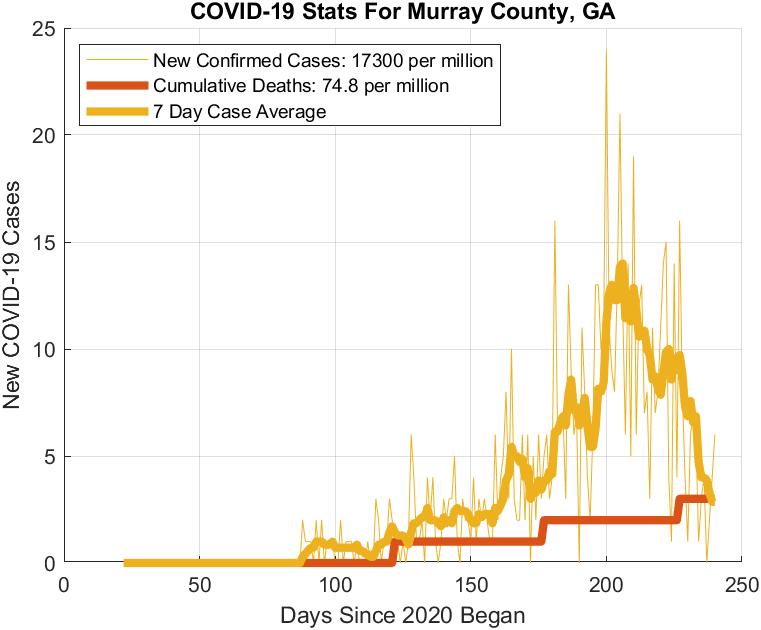 COVID-19 Stats For Murray County, GA
25
New Confirmed Cases: 17300 per million
Cumulative Deaths: 74.8 per million
7 Day Case Average
20
15
10
5
0
New COVID-19 Cases
0 50 100 150 200 250
Days Since 2020 Began